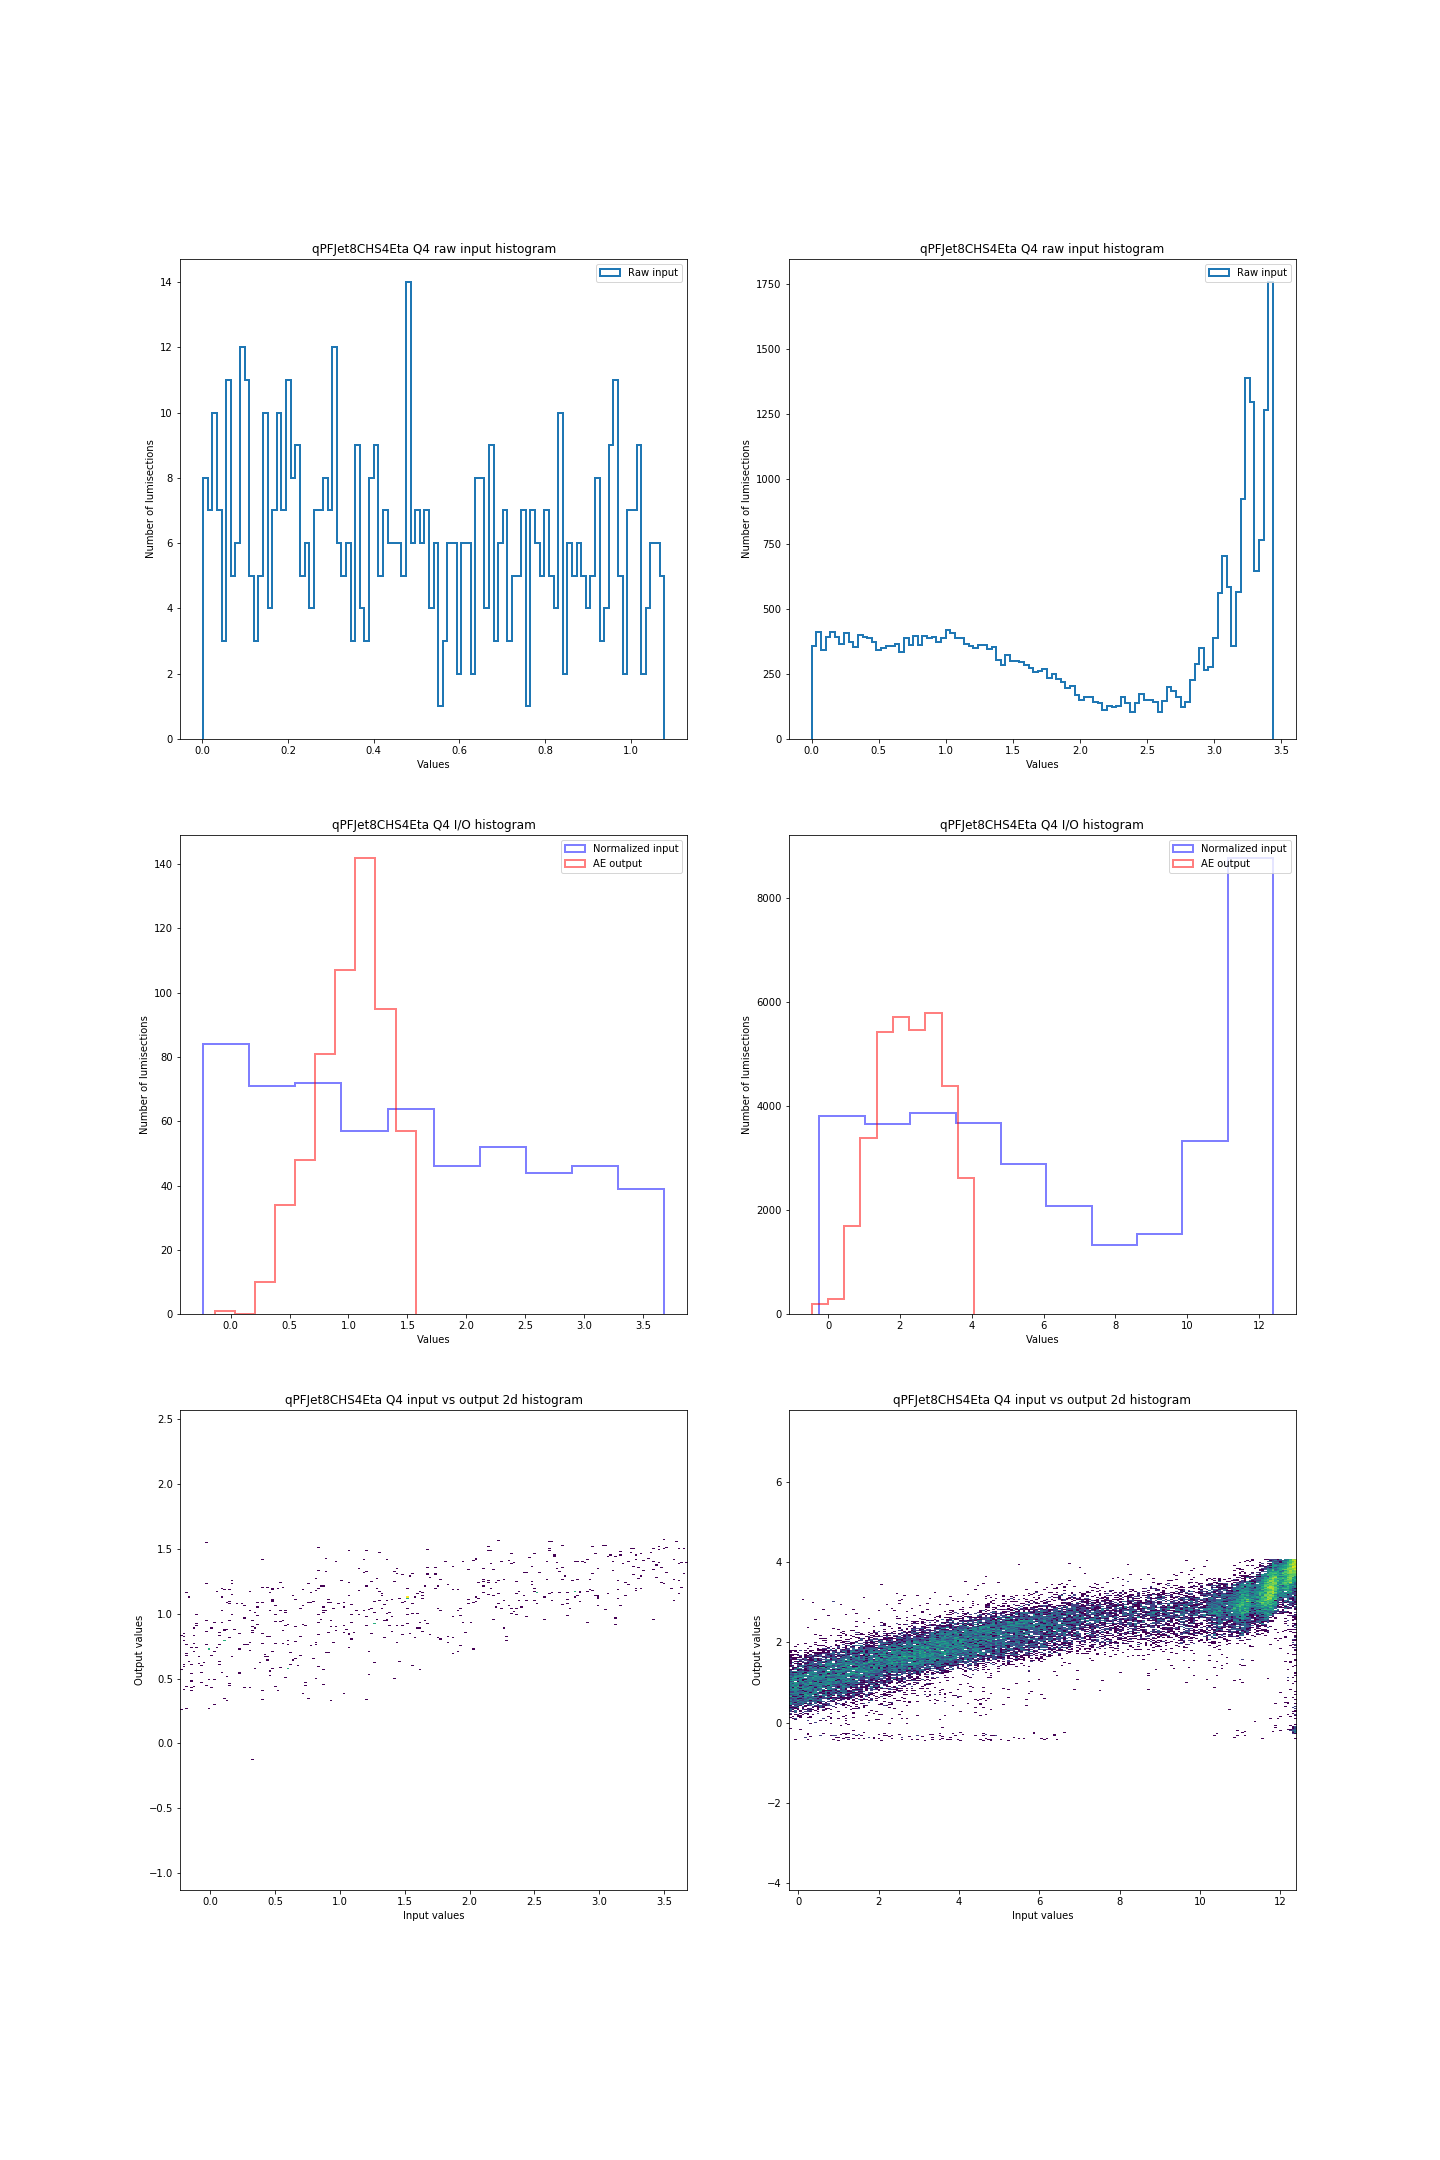 qPFJet8CHS4Eta Q4 raw input histogram
Raw input
14
12
10
8
6
4
2
0
Number of lumisections
0.0 0.2 0.4 0.6 0.8 1.0
Values
qPFJet8CHS4Eta Q4 raw input histogram
Raw input
1750
1500
1250
1000
750
500
250
0
Number of lumisections
0.0 0.5 1.0 1.5 2.0 2.5 3.0 3.5
Values
qPFJet8CHS4Eta Q4 I/O histogram
Normalized input
AE output
140
120
100
80
60
40
20
0
Number of lumisections
0.0 0.5 1.0 1.5 2.0 2.5 3.0 3.5
Values
qPFJet8CHS4Eta Q4 I/O histogram
Normalized input
AE output
8000
6000
4000
2000
0
Number of lumisections
0 2 4 6 8 10 12
Values
qPFJet8CHS4Eta Q4 input vs output 2d histogram
2.5
2.0
1.5
1.0
0.5
0.0
−0.5
−1.0
Output values
0.0 0.5 1.0 1.5 2.0 2.5 3.0 3.5
Input values
qPFJet8CHS4Eta Q4 input vs output 2d histogram
6
4
2
0
−2
−4
Output values
0 2 4 6 8 10 12
Input values